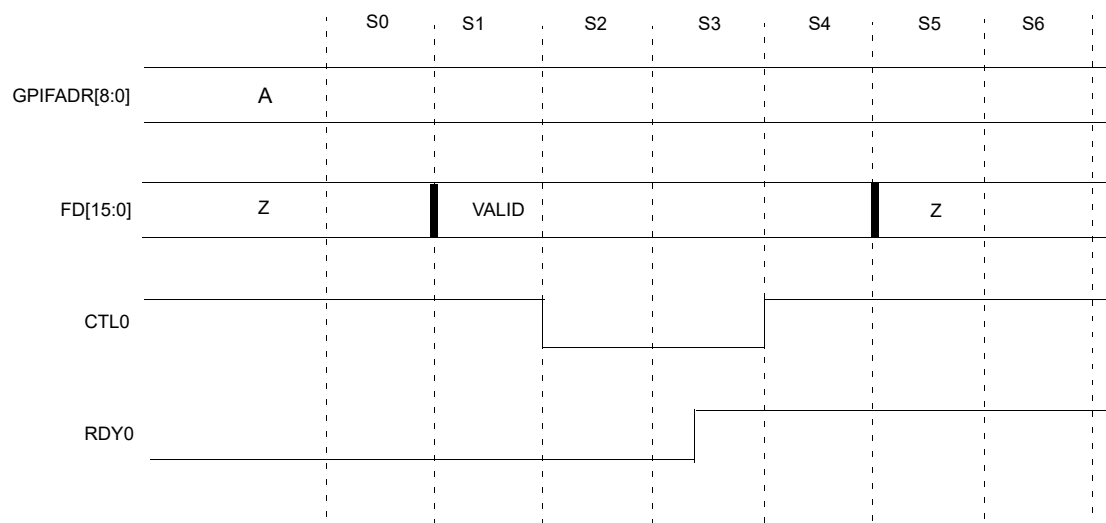 S0 S1 S2 S3 S4 S5 S6
GPIFADR[8:0] A
FD[15:0] Z VALID Z
CTL0
RDY0